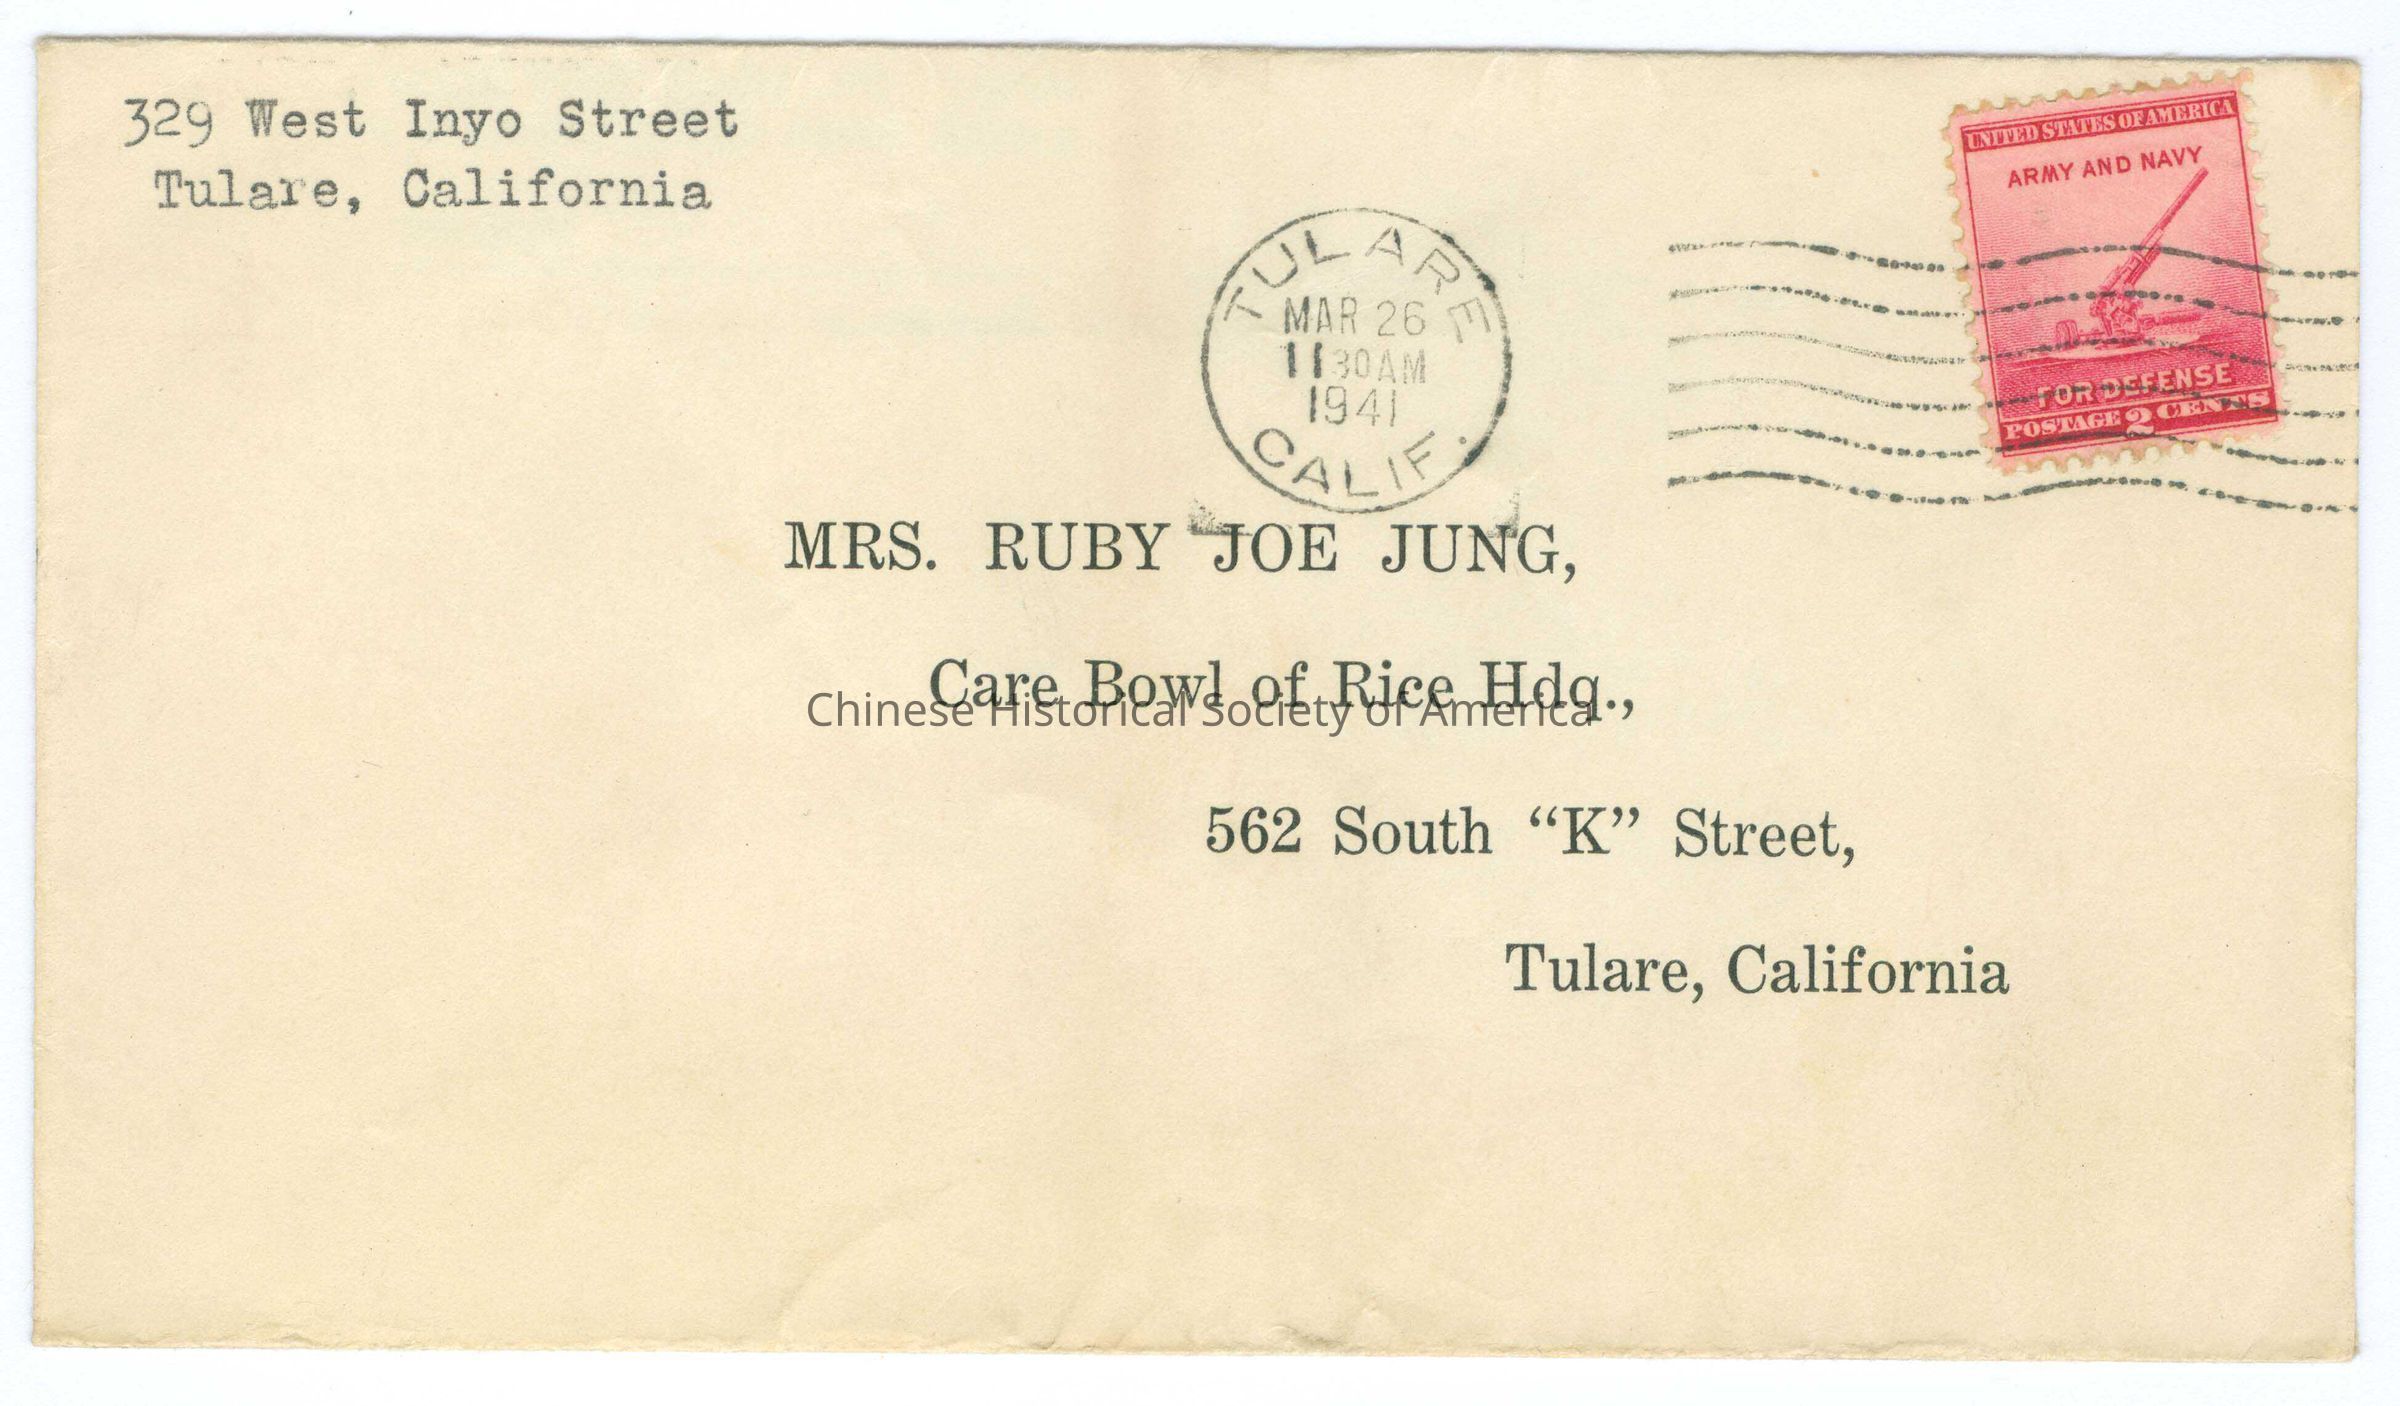 329 West Inyo Street
Tulare, California
UNITED STATES OF AMERICA
ARMY AND NAVY
FOR DEFENSE
POSTAGE 2 CENTS
TULARE
MAR 26
11 30AM
1941
CALIF.
MRS. RUBY JOE JUNG,
Care Bowl of Rice Hdq.,
Chinese Historical Society of America
562 South “K” Street,
Tulare, California